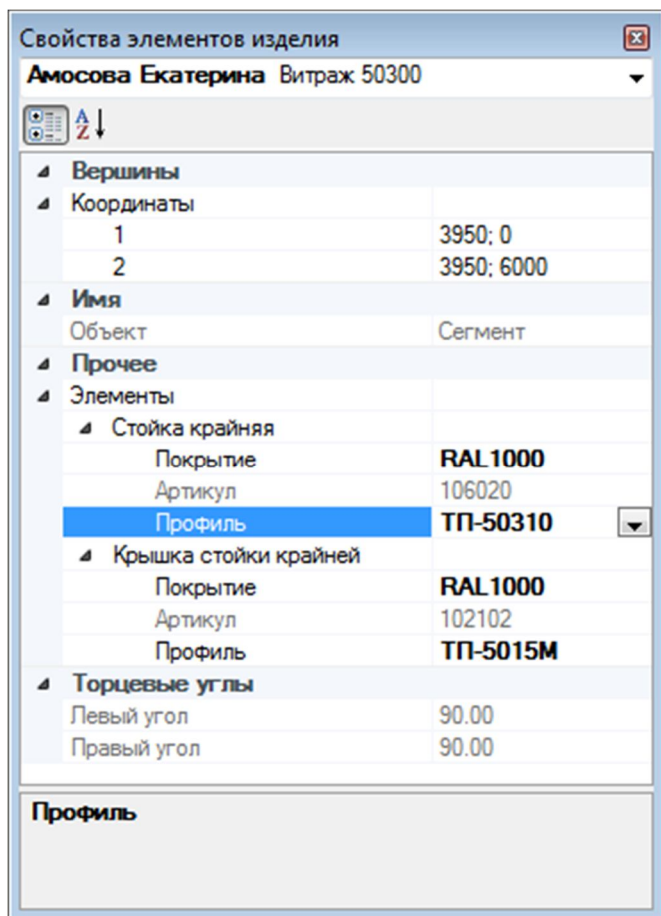 Свойства элементов изделия
Амосова Екатерина Витраж 50300
A
Z
Вершины
Координаты
1 3950; 0
2 3950; 6000
Имя
Объект Сегмент
Прочее
Элементы
Стойка крайняя
Покрытие RAL1000
Артикул 106020
Профиль ТП-50310
Крышка стойки крайней
Покрытие RAL1000
Артикул 102102
Профиль ТП-5015М
Торцевые углы
Левый угол 90.00
Правый угол 90.00
Профиль